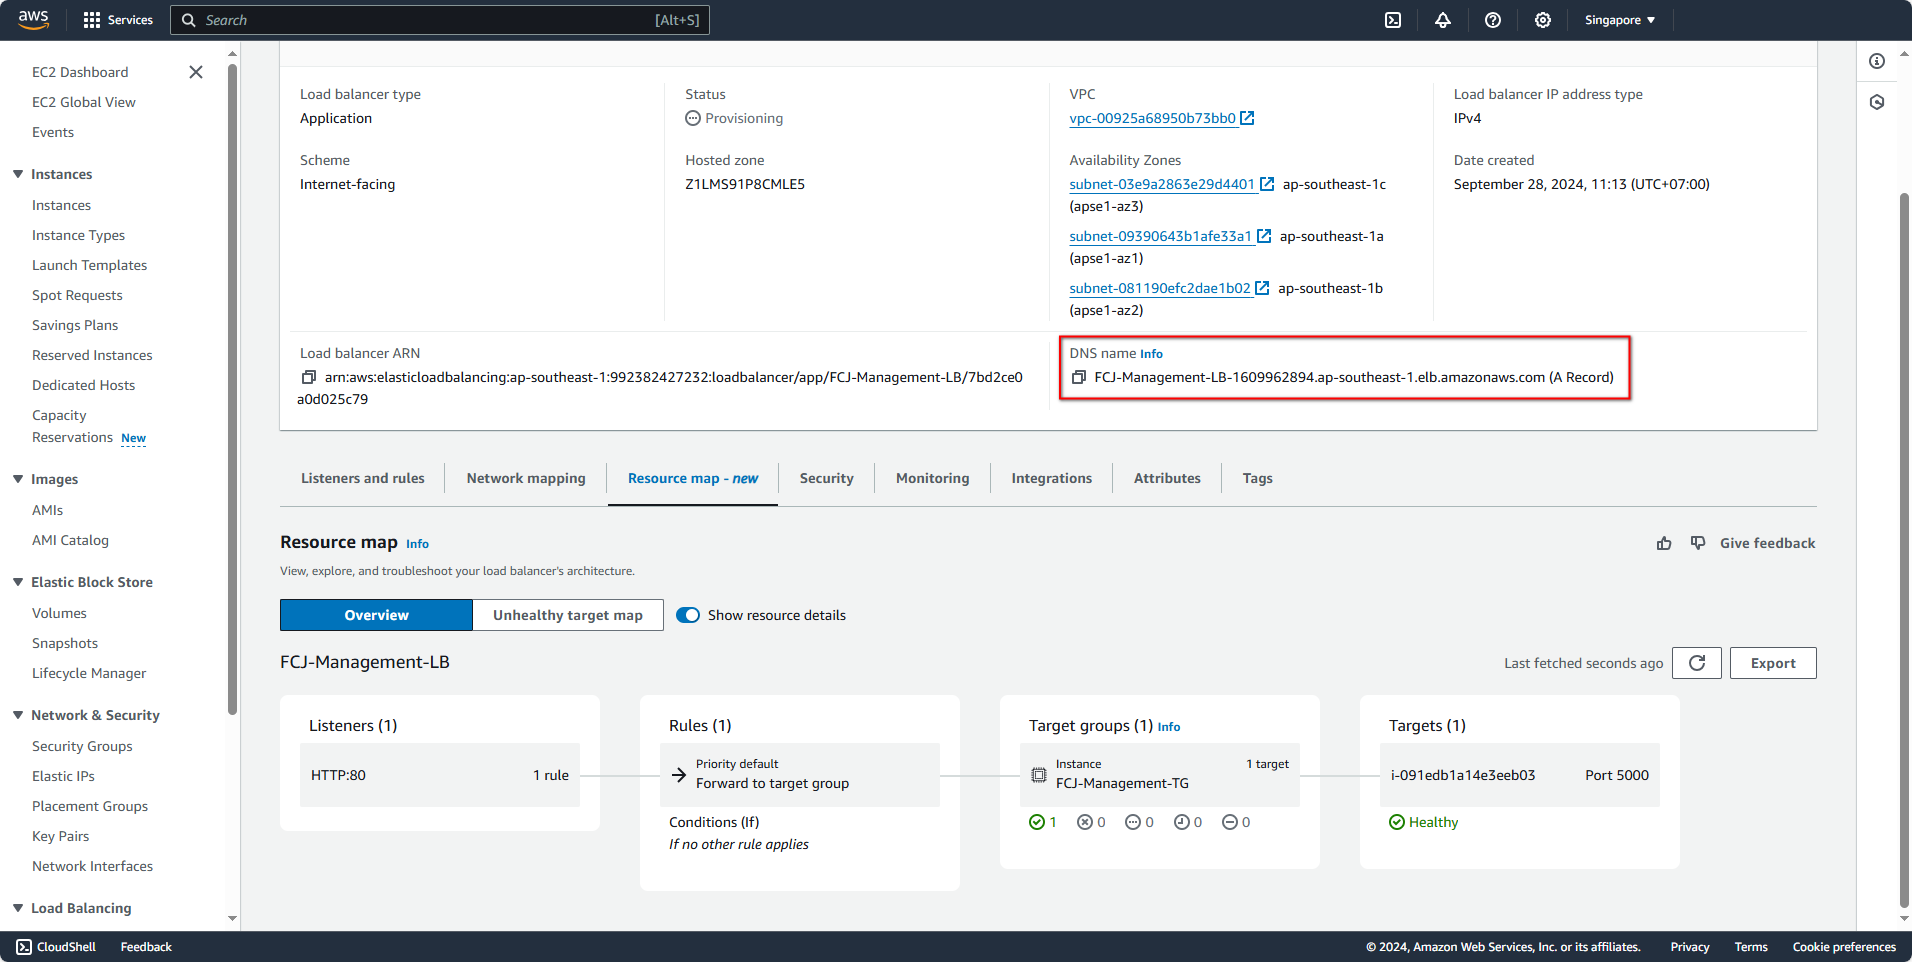 aws
Services
Search
[Alt+S]
Singapore
EC2 Dashboard
EC2 Global View
Events
Instances
Instances
Instance Types
Launch Templates
Spot Requests
Savings Plans
Reserved Instances
Dedicated Hosts
Capacity
Reservations New
Images
AMIs
AMI Catalog
Elastic Block Store
Volumes
Snapshots
Lifecycle Manager
Network & Security
Security Groups
Elastic IPs
Placement Groups
Key Pairs
Network Interfaces
Load Balancing
Load balancer type
Application
Status
Provisioning
VPC
vpc-00925a68950b73bb0
Load balancer IP address type
IPv4
Scheme
Internet-facing
Hosted zone
Z1LMS91P8CMLE5
Availability Zones
subnet-03e9a2863e29d4401 ap-southeast-1c
(apse1-az3)
subnet-09390643b1afe33a1 ap-southeast-1a
(apse1-az1)
subnet-081190efc2dae1b02 ap-southeast-1b
(apse1-az2)
Date created
September 28, 2024, 11:13 (UTC+07:00)
Load balancer ARN
arn:aws:elasticloadbalancing:ap-southeast-1:992382427232:loadbalancer/app/FCJ-Management-LB/7bd2ce0
a0d025c79
DNS name Info
FCJ-Management-LB-1609962894.ap-southeast-1.elb.amazonaws.com (A Record)
Listeners and rules
Network mapping
Resource map - new
Security
Monitoring
Integrations
Attributes
Tags
Resource map Info
Give feedback
View, explore, and troubleshoot your load balancer's architecture.
Overview
Unhealthy target map
Show resource details
FCJ-Management-LB
Last fetched seconds ago
Export
Listeners (1)
HTTP:80
1 rule
Rules (1)
Priority default
Forward to target group
Conditions (If)
If no other rule applies
Target groups (1) Info
Instance
1 target
FCJ-Management-TG
1 0 0 0 0
Targets (1)
i-091edb1a14e3eeb03
Port 5000
Healthy
CloudShell
Feedback
© 2024, Amazon Web Services, Inc. or its affiliates.
Privacy
Terms
Cookie preferences